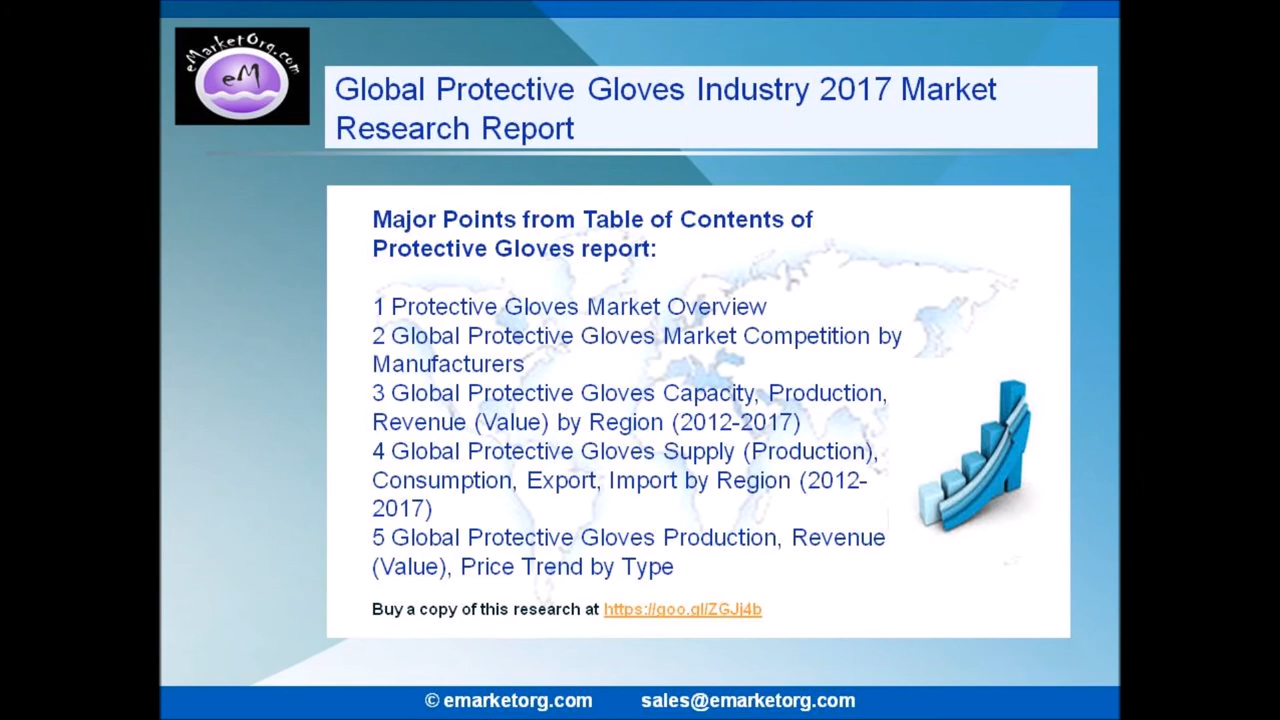 eMarketOrg.com
eM
Global Protective Gloves Industry 2017 Market
Research Report
Major Points from Table of Contents of
Protective Gloves report:
1 Protective Gloves Market Overview
2 Global Protective Gloves Market Competition by
Manufacturers
3 Global Protective Gloves Capacity, Production,
Revenue (Value) by Region (2012-2017)
4 Global Protective Gloves Supply (Production),
Consumption, Export, Import by Region (2012-
2017)
5 Global Protective Gloves Production, Revenue
(Value), Price Trend by Type
Buy a copy of this research at https://goo.gl/ZGJj4b
© emarketorg.com sales@emarketorg.com